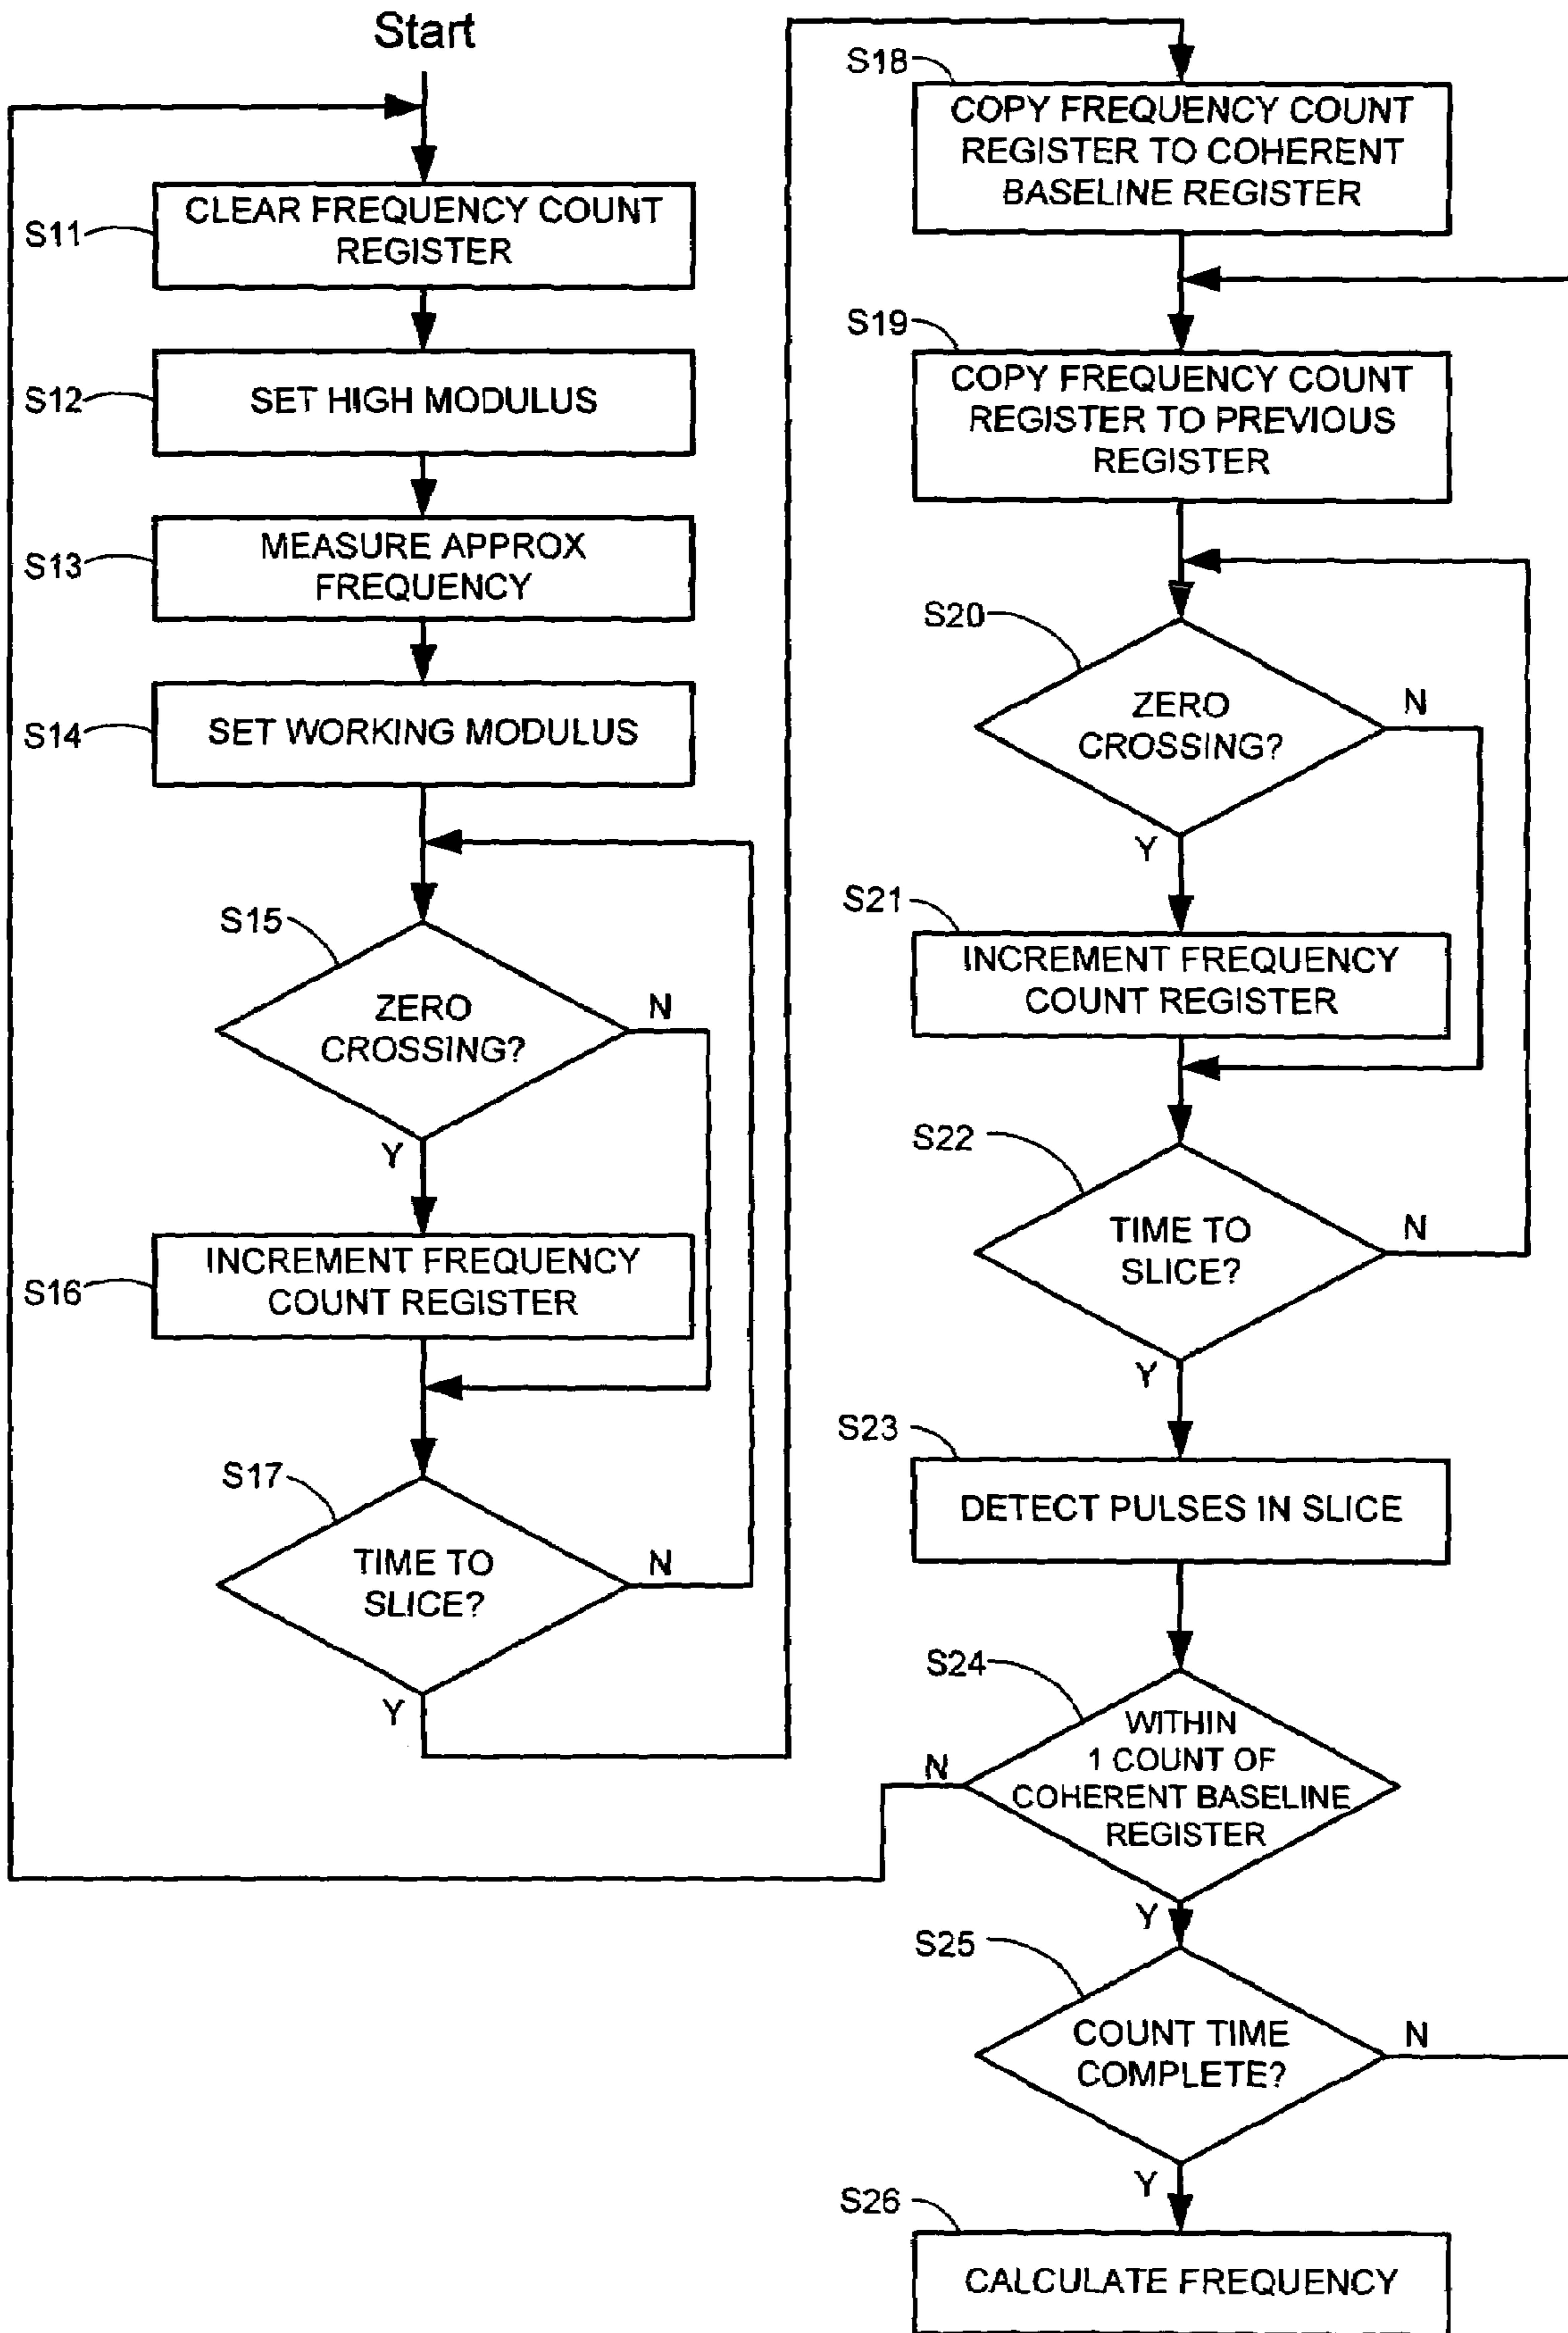 Start
S11
CLEAR FREQUENCY COUNT
REGISTER
S12
SET HIGH MODULUS
S13
MEASURE APPROX
FREQUENCY
S14
SET WORKING MODULUS
S15
ZERO
CROSSING?
N
Y
S16
INCREMENT FREQUENCY
COUNT REGISTER
S17
TIME TO
SLICE?
N
Y
S18
COPY FREQUENCY COUNT
REGISTER TO COHERENT
BASELINE REGISTER
S19
COPY FREQUENCY COUNT
REGISTER TO PREVIOUS
REGISTER
S20
ZERO
CROSSING?
N
Y
S21
INCREMENT FREQUENCY
COUNT REGISTER
S22
TIME TO
SLICE?
N
Y
S23
DETECT PULSES IN SLICE
S24
WITHIN
1 COUNT OF
COHERENT BASELINE
REGISTER
N
Y
S25
COUNT TIME
COMPLETE?
N
Y
S26
CALCULATE FREQUENCY